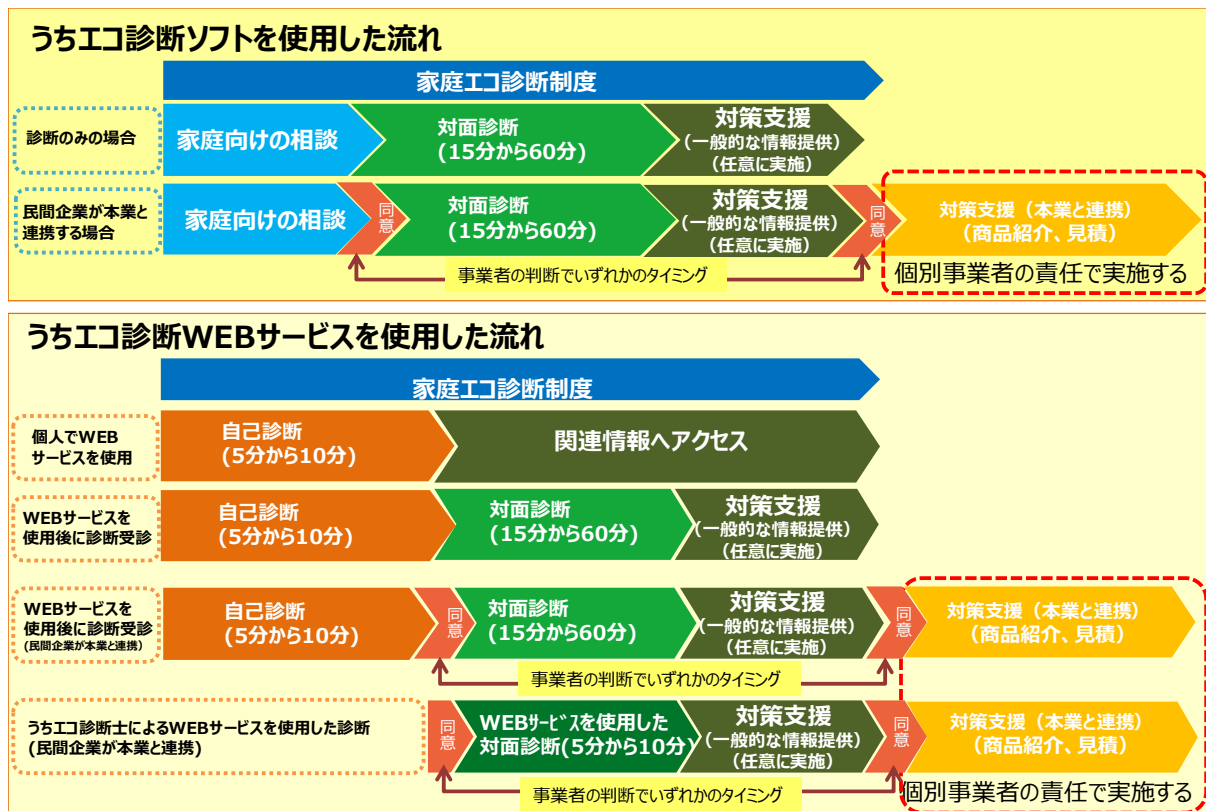 うちエコ診断ソフトを使用した流れ
家庭エコ診断制度
診断のみの場合
家庭向けの相談
対面診断
(15分から60分)
対策支援
(一般的な情報提供)
(任意に実施)
民間企業が本業と
連携する場合
家庭向けの相談
同意
対面診断
(15分から60分)
対策支援
(一般的な情報提供)
(任意に実施)
同意
対策支援（本業と連携）
(商品紹介、見積)
事業者の判断でいずれかのタイミング
個別事業者の責任で実施する
うちエコ診断WEBサービスを使用した流れ
家庭エコ診断制度
個人でWEB
サービスを使用
自己診断
(5分から10分)
関連情報へアクセス
WEBサービスを
使用後に診断受診
自己診断
(5分から10分)
対面診断
(15分から60分)
対策支援
(一般的な情報提供)
(任意に実施)
WEBサービスを
使用後に診断受診
(民間企業が本業と連携)
自己診断
(5分から10分)
同意
対面診断
(15分から60分)
対策支援
(一般的な情報提供)
(任意に実施)
同意
対策支援（本業と連携）
(商品紹介、見積)
事業者の判断でいずれかのタイミング
うちエコ診断士によるWEBサービスを使用した診断
(民間企業が本業と連携)
同意
WEBサービスを使用した
対面診断(5分から10分)
対策支援
(一般的な情報提供)
(任意に実施)
同意
対策支援（本業と連携）
(商品紹介、見積)
事業者の判断でいずれかのタイミング
個別事業者の責任で実施する